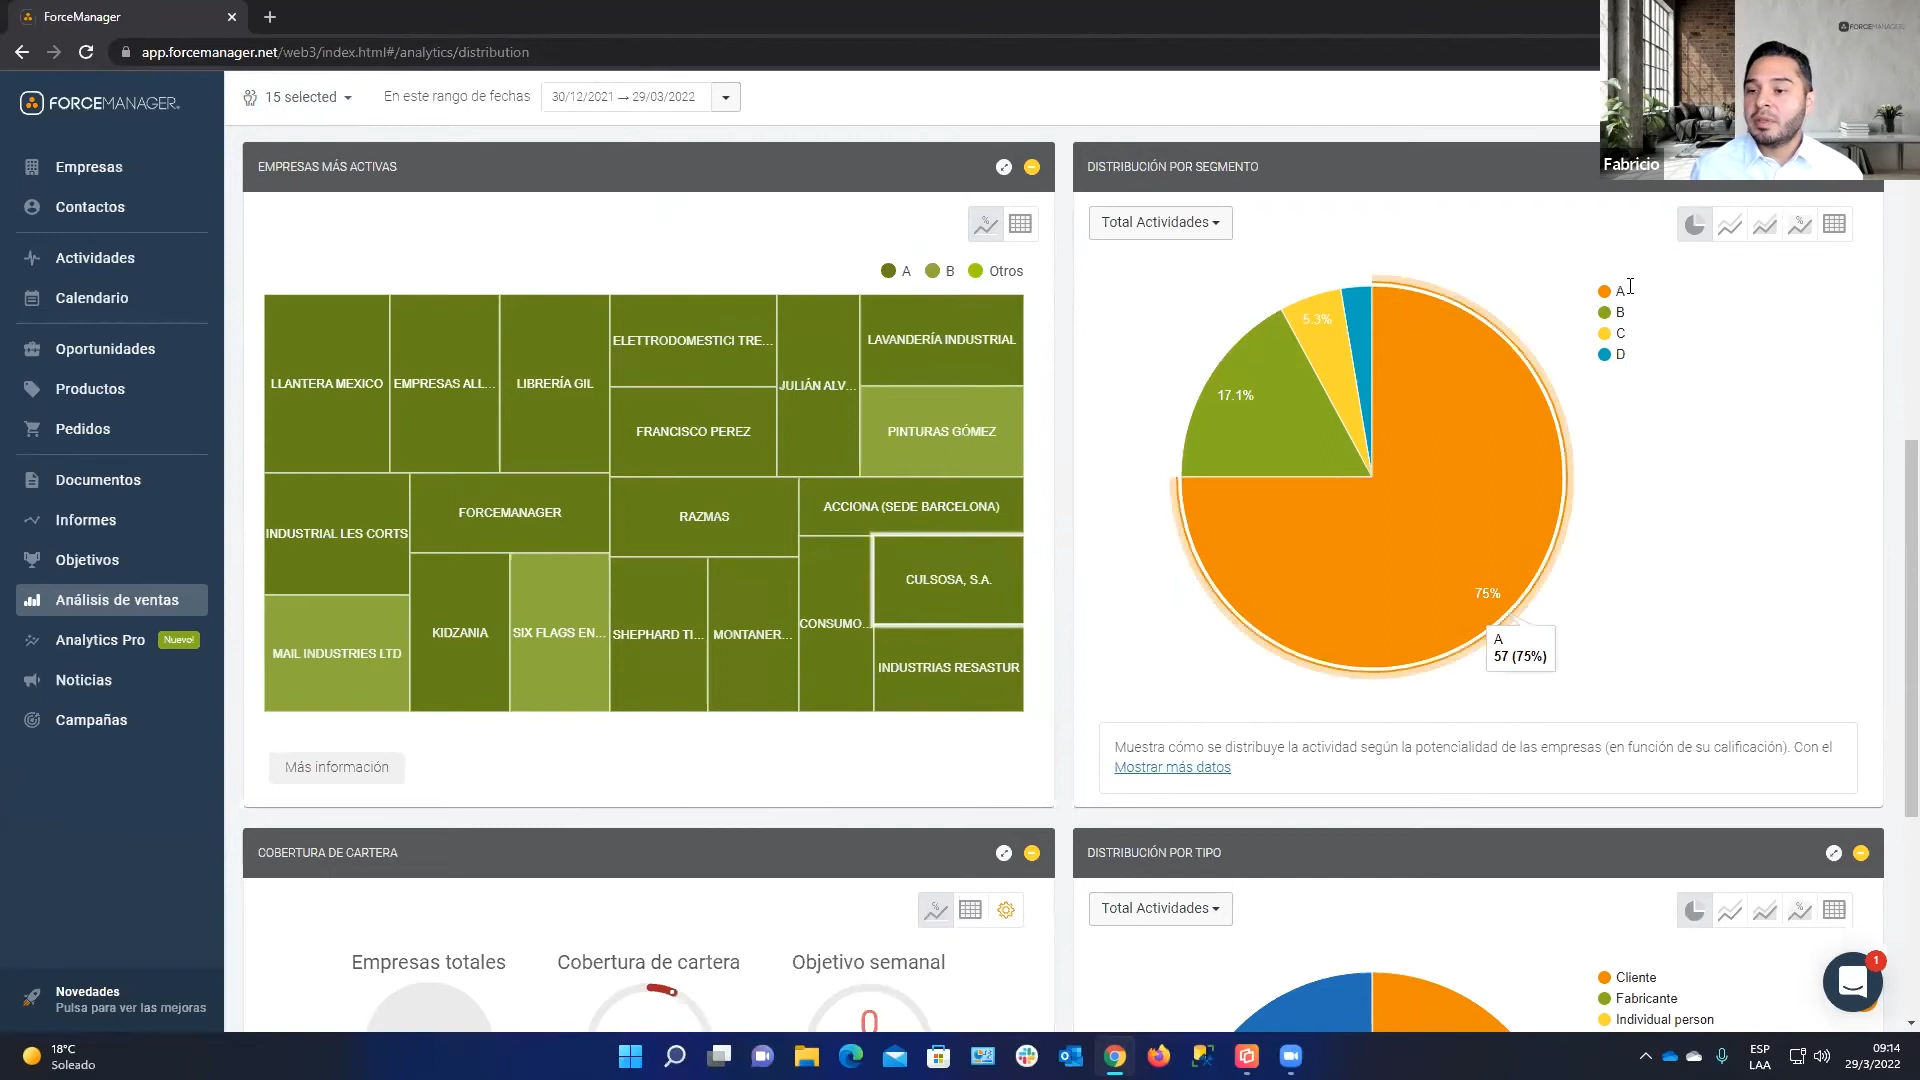 ForceManager
app.forcemanager.net/web3/index.html#/analytics/distribution
FORCEMANAGER
15 selected
En este rango de fechas
30/12/2021 → 29/03/2022
FORCEMANAGER
Fabricio
Empresas
Contactos
Actividades
Calendario
Oportunidades
Productos
Pedidos
Documentos
Informes
Objetivos
Análisis de ventas
Analytics Pro Nuevo!
Noticias
Campañas
Novedades
Pulsa para ver las mejoras
EMPRESAS MÁS ACTIVAS
A B Otros
LLANTERA MEXICO
EMPRESAS ALL...
LIBRERÍA GIL
ELETTRODOMESTICI TRE...
FRANCISCO PEREZ
JULIÁN ALV...
LAVANDERÍA INDUSTRIAL
PINTURAS GÓMEZ
INDUSTRIAL LES CORTS
FORCEMANAGER
RAZMAS
ACCIONA (SEDE BARCELONA)
CULSOSA, S.A.
MAIL INDUSTRIES LTD
KIDZANIA
SIX FLAGS EN...
SHEPHARD TI...
MONTANER...
CONSUMO...
INDUSTRIAS RESASTUR
Más información
DISTRIBUCIÓN POR SEGMENTO
Total Actividades
A
B
C
D
5.3%
17.1%
75%
A
57 (75%)
Muestra cómo se distribuye la actividad según la potencialidad de las empresas (en función de su calificación). Con el
Mostrar más datos
COBERTURA DE CARTERA
Empresas totales
Cobertura de cartera
Objetivo semanal
0
DISTRIBUCIÓN POR TIPO
Total Actividades
Cliente
Fabricante
Individual person
1
18°C
Soleado
ESP
LAA
09:14
29/3/2022